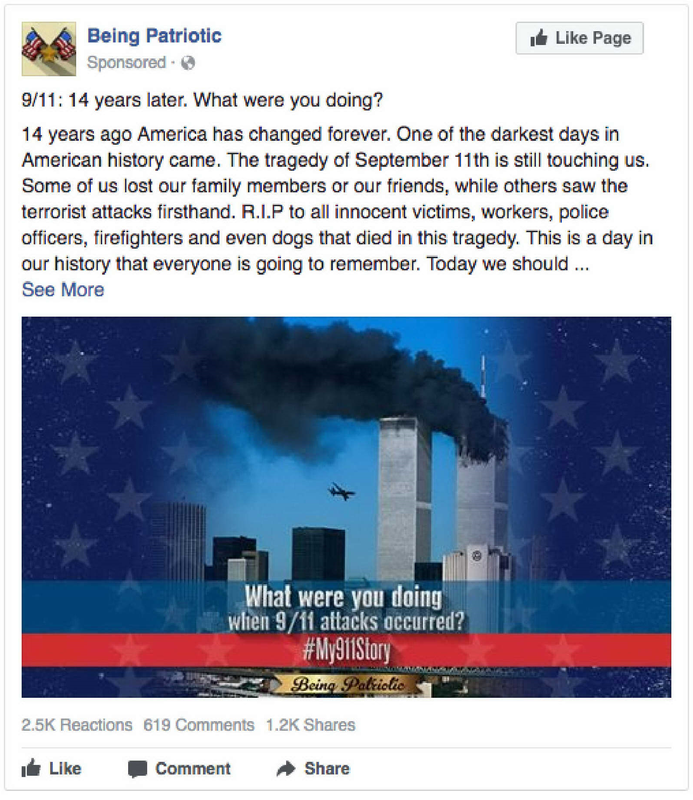 Being Patriotic
Like Page
Sponsored ·
9/11: 14 years later. What were you doing?
14 years ago America has changed forever. One of the darkest days in
American history came. The tragedy of September 11th is still touching us.
Some of us lost our family members or our friends, while others saw the
terrorist attacks firsthand. R.I.P to all innocent victims, workers, police
officers, firefighters and even dogs that died in this tragedy. This is a day in
our history that everyone is going to remember. Today we should ...
See More
What were you doing
when 9/11 attacks occurred?
#My911Story
Being Patriotic
2.5K Reactions 619 Comments 1.2K Shares
Like Comment Share